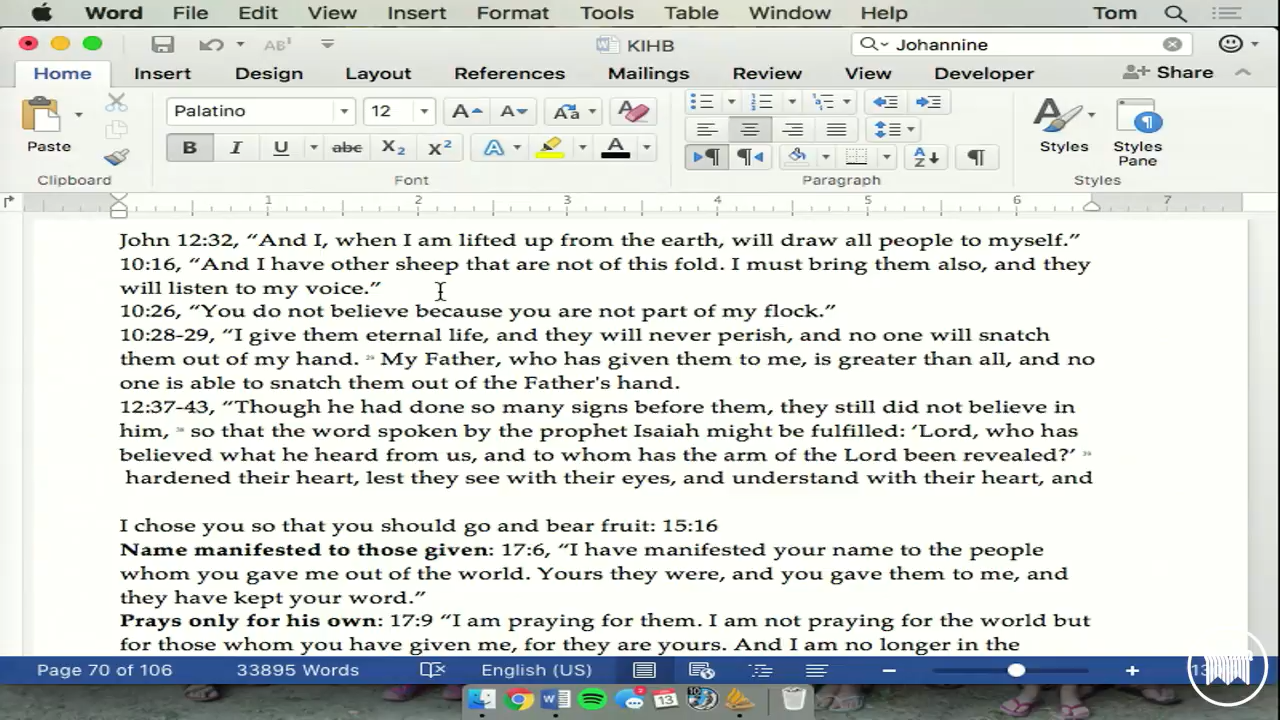 Word File Edit View Insert Format Tools Table Window Help Tom
KIHB Johannine
Home Insert Design Layout Table References Mailings Review View Developer Share
Palatino 12
Paste B I U abc X₂ X² A A Styles Styles Pane
Clipboard Font Paragraph Styles
1 2 3 4 5 6 7
John 12:32, “And I, when I am lifted up from the earth, will draw all people to myself.”
10:16, “And I have other sheep that are not of this fold. I must bring them also, and they
will listen to my voice.”
10:26, “You do not believe because you are not part of my flock.”
10:28-29, “I give them eternal life, and they will never perish, and no one will snatch
them out of my hand. 29 My Father, who has given them to me, is greater than all, and no
one is able to snatch them out of the Father's hand.
12:37-43, “Though he had done so many signs before them, they still did not believe in
him, 38 so that the word spoken by the prophet Isaiah might be fulfilled: ‘Lord, who has
believed what he heard from us, and to whom has the arm of the Lord been revealed?’ 39
hardened their heart, lest they see with their eyes, and understand with their heart, and
I chose you so that you should go and bear fruit: 15:16
Name manifested to those given: 17:6, “I have manifested your name to the people
whom you gave me out of the world. Yours they were, and you gave them to me, and
they have kept your word.”
Prays only for his own: 17:9 “I am praying for them. I am not praying for the world but
for those whom you have given me, for they are yours. And I am no longer in the
Page 70 of 106 33895 Words English (US)
13